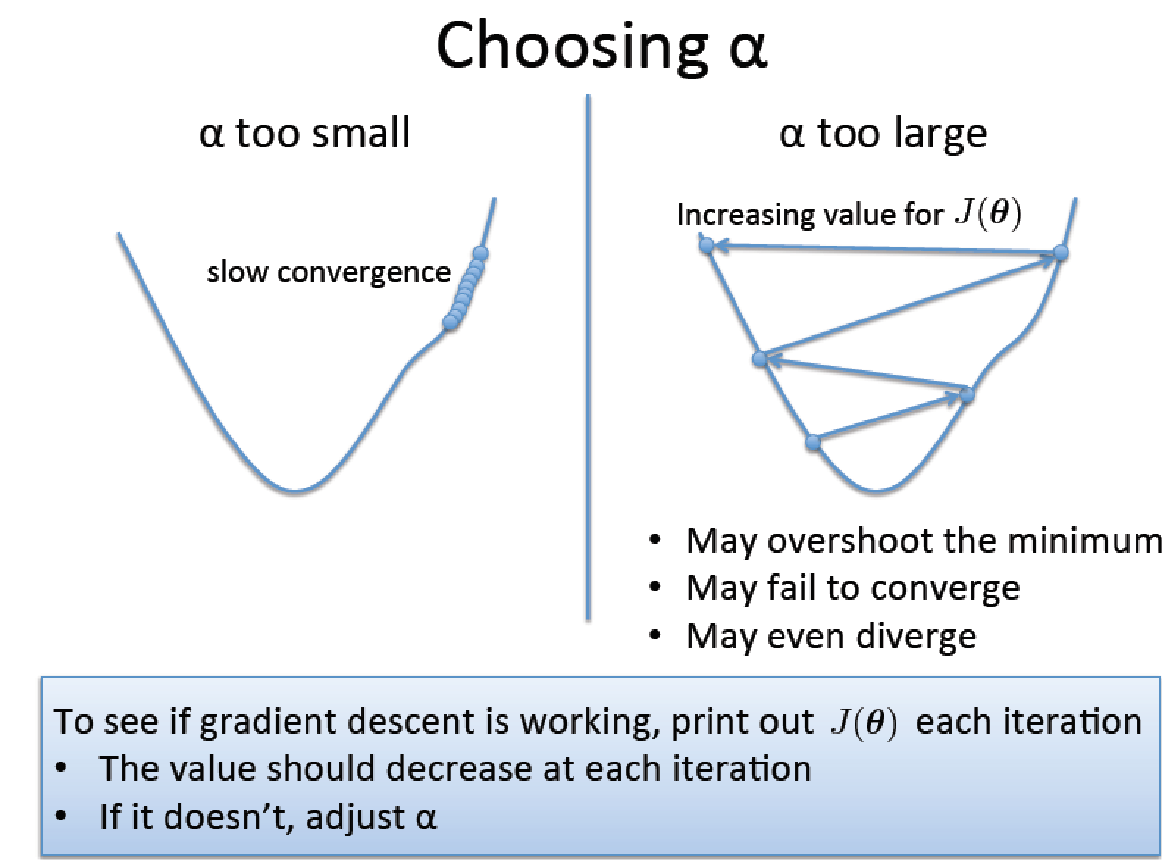 Choosing α
α too small
slow convergence
α too large
Increasing value for J(θ)
• May overshoot the minimum
• May fail to converge
• May even diverge
To see if gradient descent is working, print out J(θ) each iteration
• The value should decrease at each iteration
• If it doesn’t, adjust α